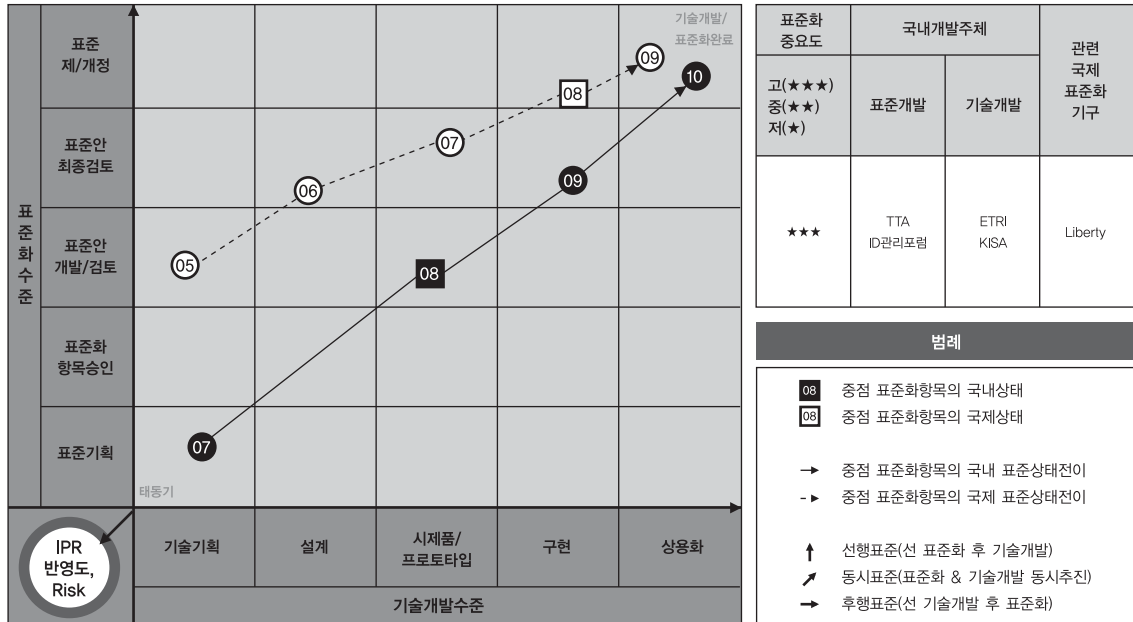 기술개발/
표준화완료
표준
제/개정
표준안
최종검토
표준안
개발/검토
표준화
항목승인
표준기획
표준화수준
09
10
08
07
09
06
05
08
07
태동기
IPR
반영도,
Risk
기술기획
설계
시제품/
프로토타입
구현
상용화
기술개발수준
표준화
중요도
국내개발주체
관련
국제
표준화
기구
고(★★★)
중(★★)
저(★)
표준개발
기술개발
★★★
TTA
ID관리포럼
ETRI
KISA
Liberty
범례
08 중점 표준화항목의 국내상태
08 중점 표준화항목의 국제상태
중점 표준화항목의 국내 표준상태전이
중점 표준화항목의 국제 표준상태전이
선행표준(선 표준화 후 기술개발)
동시표준(표준화 & 기술개발 동시추진)
후행표준(선 기술개발 후 표준화)